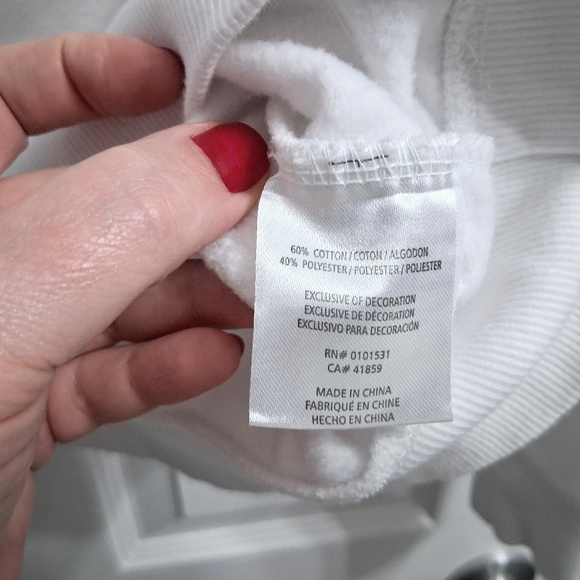 60% COTTON / COTON / ALGODON
40% POLYESTER / POLYESTER / POLIESTER
EXCLUSIVE OF DECORATION
EXCLUSIVE DE DÉCORATION
EXCLUSIVO PARA DECORACIÓN
RN# 0101531
CA# 41859
MADE IN CHINA
FABRIQUÉ EN CHINE
HECHO EN CHINA